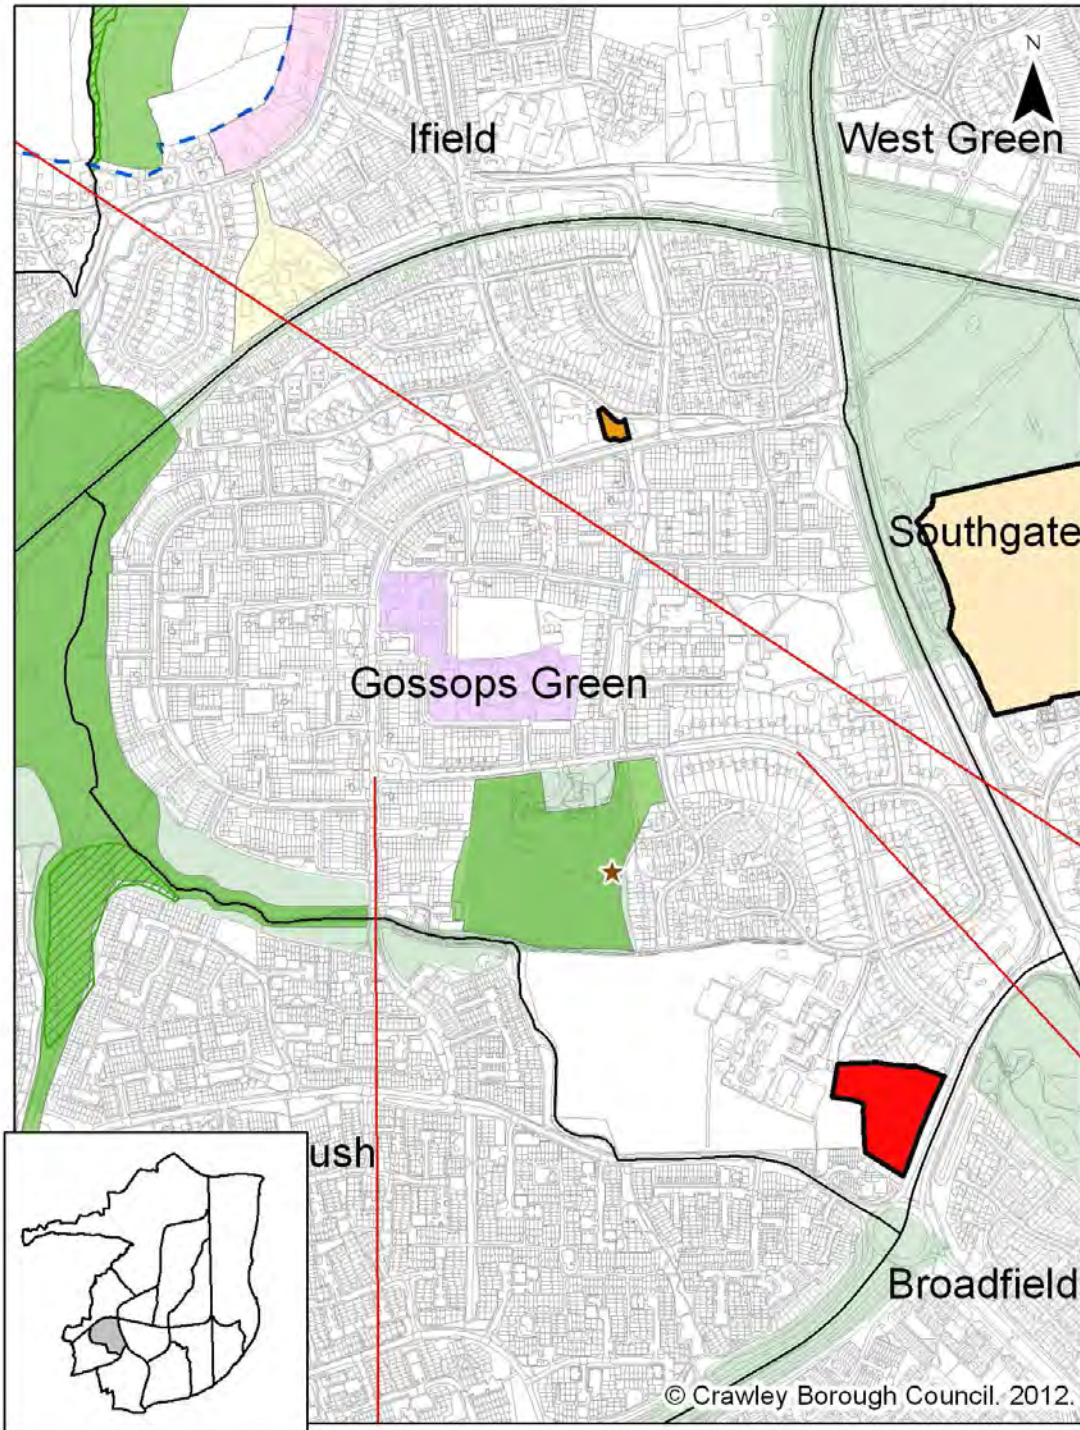 N
Ifield
West Green
Southgate
Gossops Green
ush
Broadfield
© Crawley Borough Council. 2012.